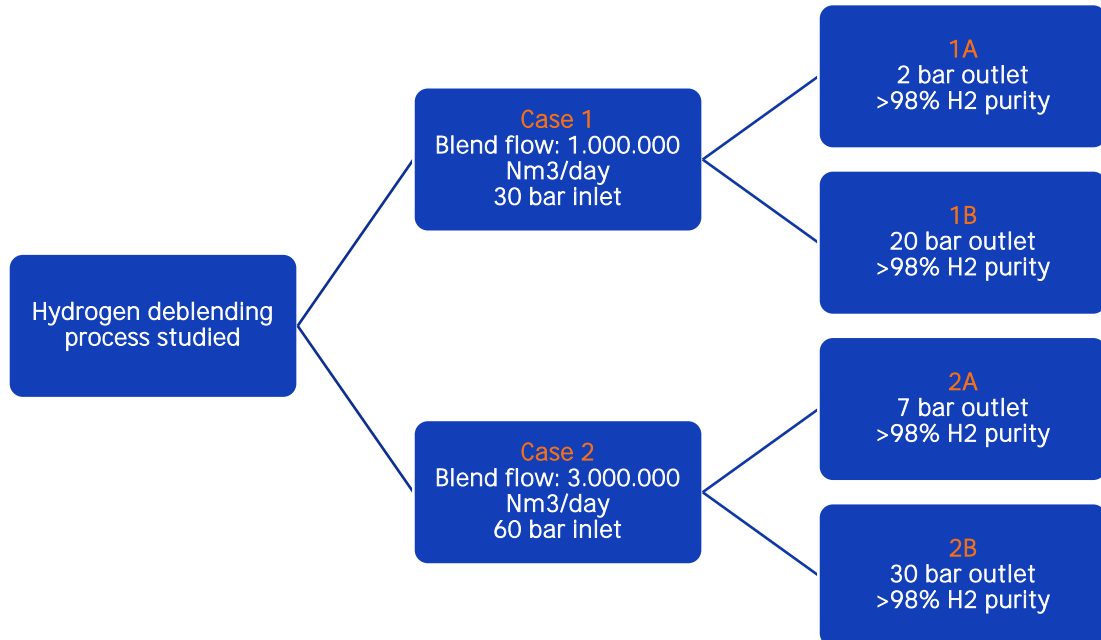 Hydrogen deblending
process studied
Case 1
Blend flow: 1.000.000
Nm3/day
30 bar inlet
1A
2 bar outlet
>98% H2 purity
1B
20 bar outlet
>98% H2 purity
Case 2
Blend flow: 3.000.000
Nm3/day
60 bar inlet
2A
7 bar outlet
>98% H2 purity
2B
30 bar outlet
>98% H2 purity